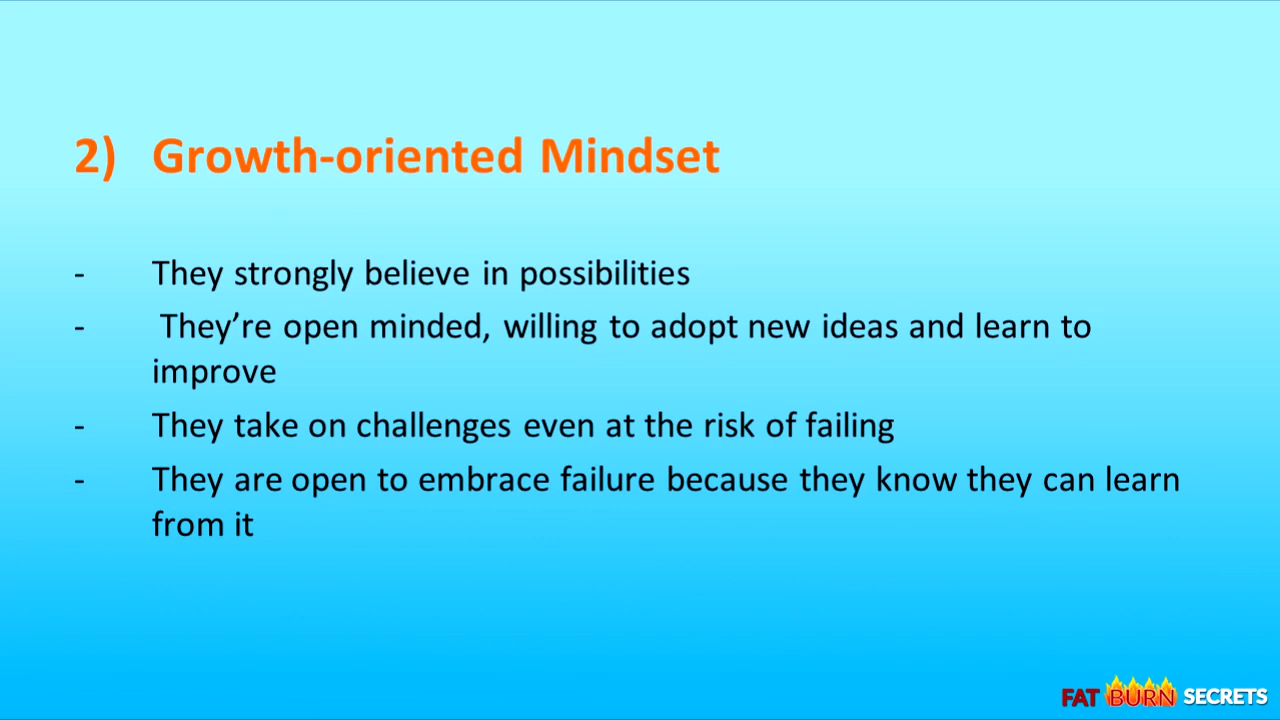 2) Growth-oriented Mindset
- They strongly believe in possibilities
- They’re open minded, willing to adopt new ideas and learn to
improve
- They take on challenges even at the risk of failing
- They are open to embrace failure because they know they can learn
from it
FAT BURN SECRETS